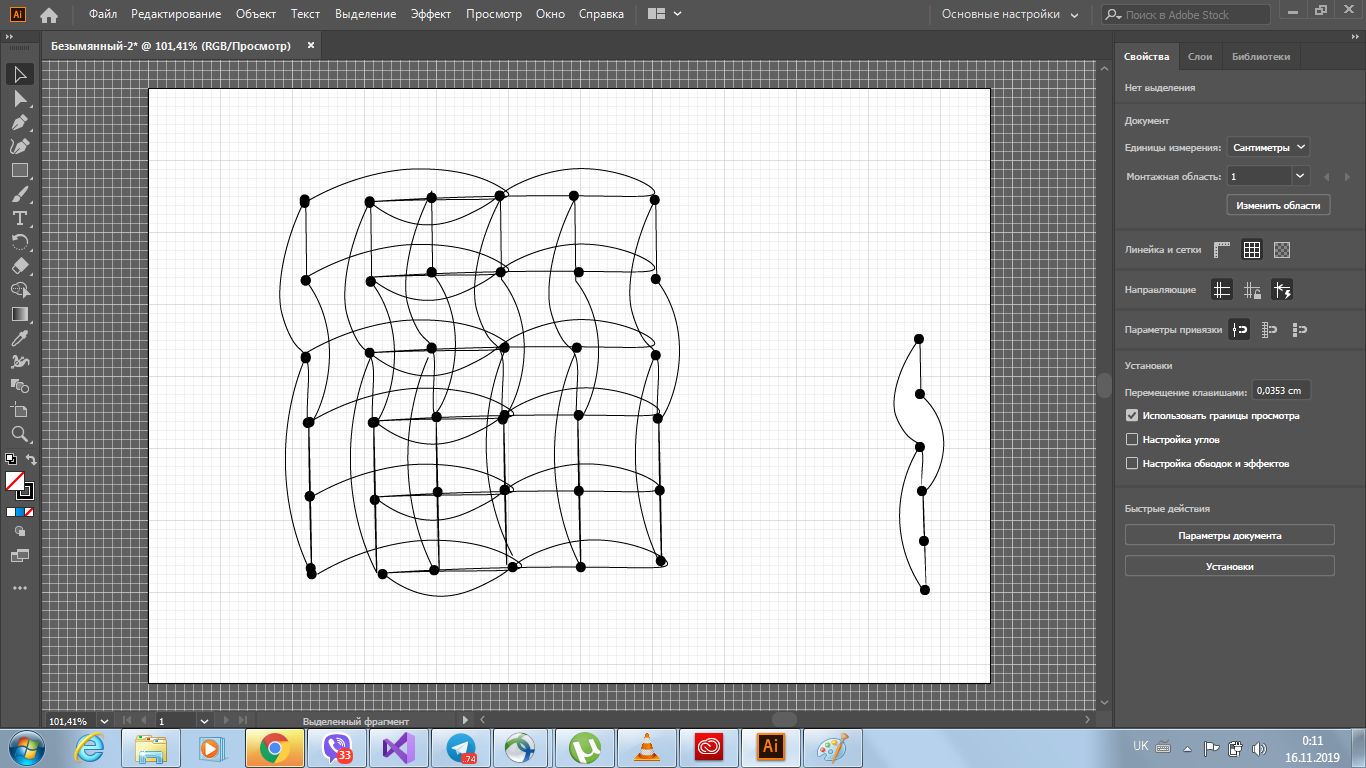 Ai Файл Редактирование Объект Текст Выделение Эффект Просмотр Окно Справка Основные настройки Поиск в Adobe Stock
Безымянный-2* @ 101,41% (RGB/Просмотр) ×
Свойства Слои Библиотеки
Нет выделения
Документ
Единицы измерения: Сантиметры
Монтажная область: 1
Изменить области
Линейка и сетки
Направляющие
Параметры привязки
Установки
Перемещение клавишами: 0,0353 cm
Использовать границы просмотра
Настройка углов
Настройка обводок и эффектов
Быстрые действия
Параметры документа
Установки
101,41% 1 Выделенный фрагмент
33 .74 Ai UK 0:11
16.11.2019